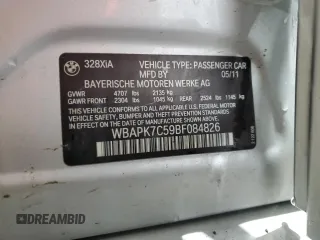 328XiA
VEHICLE TYPE: PASSENGER CAR
MFD BY
05/11
BAYERISCHE MOTOREN WERKE AG
GVWR 4707 lbs 2135 kg
GAWR FRONT 2304 lbs 1045 kg GAWR REAR 2524 lbs 1145 kg
THIS VEHICLE CONFORMS TO ALL APPLICABLE
FEDERAL MOTOR VEHICLE SAFETY, BUMPER,
AND THEFT PREVENTION STANDARDS IN
EFFECT ON THE DATE OF MANUFACTURE
SHOWN ABOVE.
WBAPK7C59BF084826
© DREAMBID